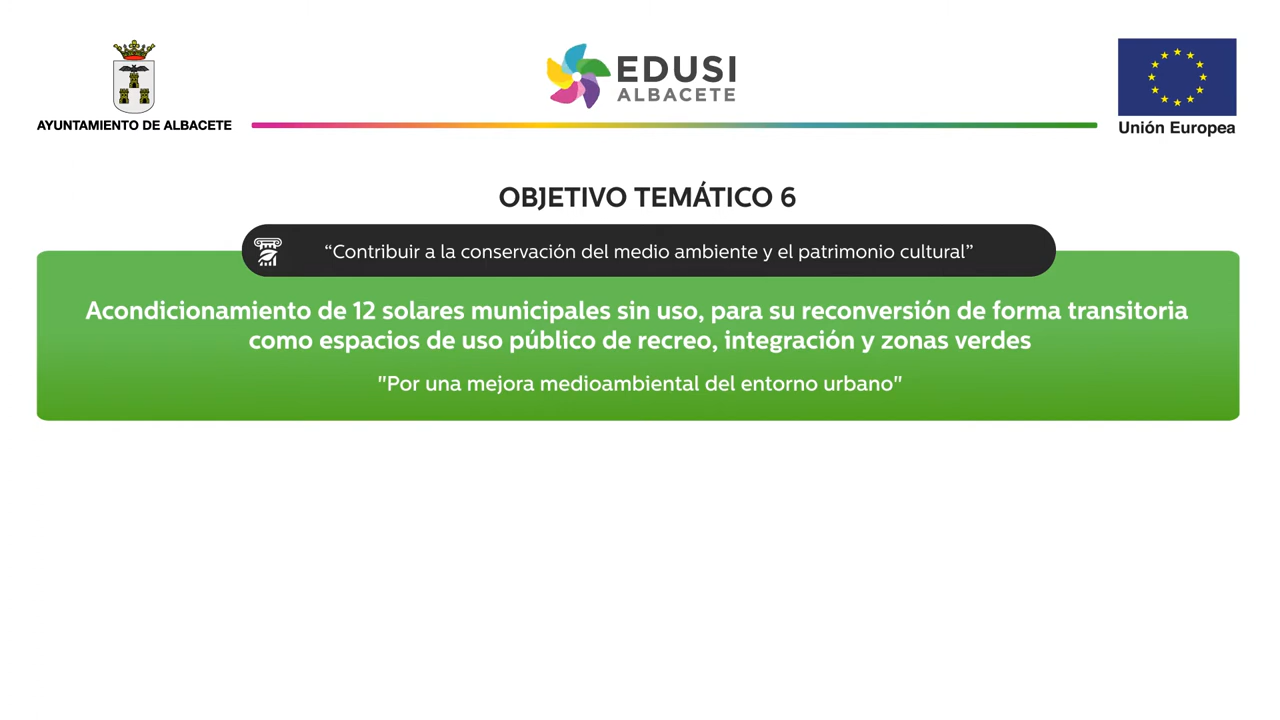 AYUNTAMIENTO DE ALBACETE
EDUSI
ALBACETE
Unión Europea
OBJETIVO TEMÁTICO 6
“Contribuir a la conservación del medio ambiente y el patrimonio cultural”
Acondicionamiento de 12 solares municipales sin uso, para su reconversión de forma transitoria
como espacios de uso público de recreo, integración y zonas verdes
"Por una mejora medioambiental del entorno urbano"